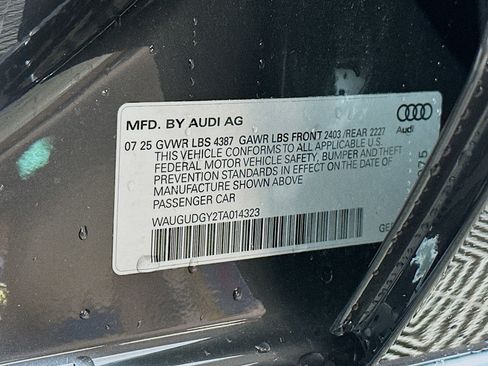 MFD. BY AUDI AG
Audi
07 25 GVWR LBS 4387 GAWR LBS FRONT 2403 /REAR 2227
THIS VEHICLE CONFORMS TO ALL APPLICABLE U.S.
FEDERAL MOTOR VEHICLE SAFETY, BUMPER AND THEFT
PREVENTION STANDARDS IN EFFECT ON THE DATE OF
MANUFACTURE SHOWN ABOVE
PASSENGER CAR
WAUGUDGY2TA014323